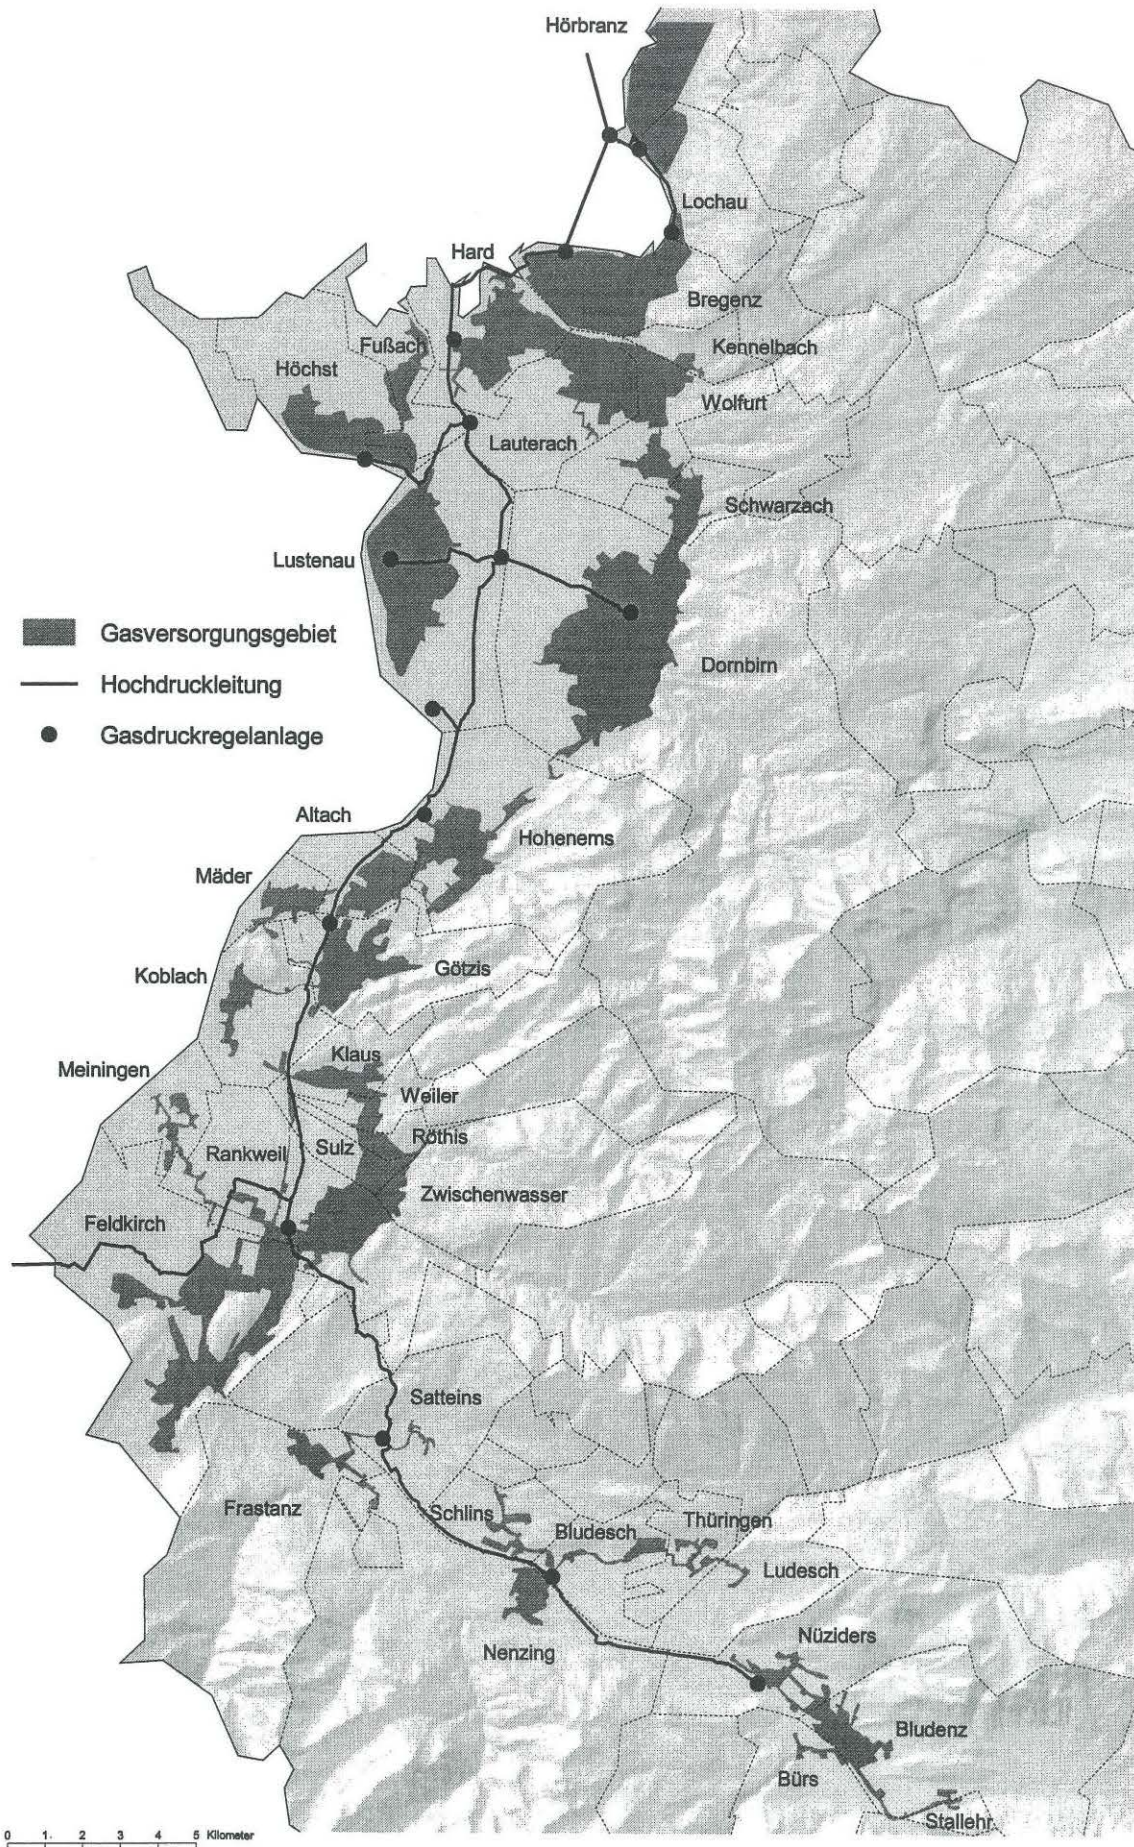 Hörbranz
Lochau
Hard
Bregenz
Fußach
Kennelbach
Höchst
Wolfurt
Lauterach
Schwarzach
Lustenau
Gasversorgungsgebiet
Dornbirn
Hochdruckleitung
Gasdruckregelanlage
Altach
Hohenems
Mäder
Götzis
Koblach
Klaus
Meiningen
Weiler
Röthis
Rankweil
Sulz
Zwischenwasser
Feldkirch
Satteins
Frastanz
Schlins
Bludesch
Thüringen
Ludesch
Nüziders
Nenzing
Bludenz
Bürs
Stallehr
0 1 2 3 4 5 Kilometer